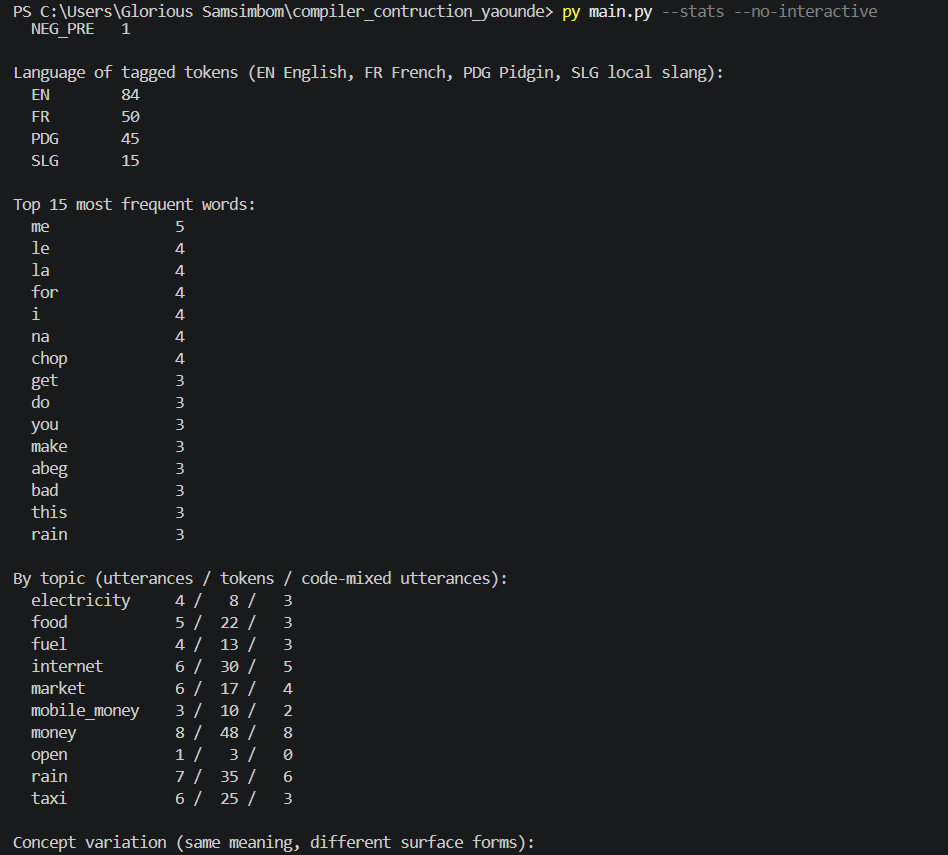 PS C:\Users\Glorious Samsimbom\compiler_contruction_yaounde> py main.py --stats --no-interactive
NEG_PRE 1
Language of tagged tokens (EN English, FR French, PDG Pidgin, SLG local slang):
EN 84
FR 50
PDG 45
SLG 15
Top 15 most frequent words:
me 5
le 4
la 4
for 4
i 4
na 4
chop 4
get 3
do 3
you 3
make 3
abeg 3
bad 3
this 3
rain 3
By topic (utterances / tokens / code-mixed utterances):
electricity 4 / 8 / 3
food 5 / 22 / 3
fuel 4 / 13 / 3
internet 6 / 30 / 5
market 6 / 17 / 4
mobile_money 3 / 10 / 2
money 8 / 48 / 8
open 1 / 3 / 0
rain 7 / 35 / 6
taxi 6 / 25 / 3
Concept variation (same meaning, different surface forms):